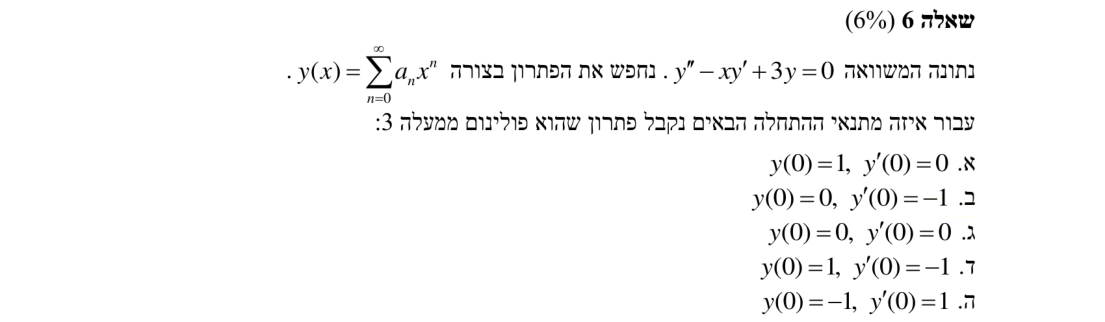 שאלה 6 (6%)
נתונה המשוואה y″ − xy′ + 3y = 0 . נחפש את הפתרון בצורה y(x) = ∑_{n=0}^{∞} a_n x^n .
עבור איזה מתנאי ההתחלה הבאים נקבל פתרון שהוא פולינום ממעלה 3:
א. y(0) = 1, y′(0) = 0
ב. y(0) = 0, y′(0) = −1
ג. y(0) = 0, y′(0) = 0
ד. y(0) = 1, y′(0) = −1
ה. y(0) = −1, y′(0) = 1